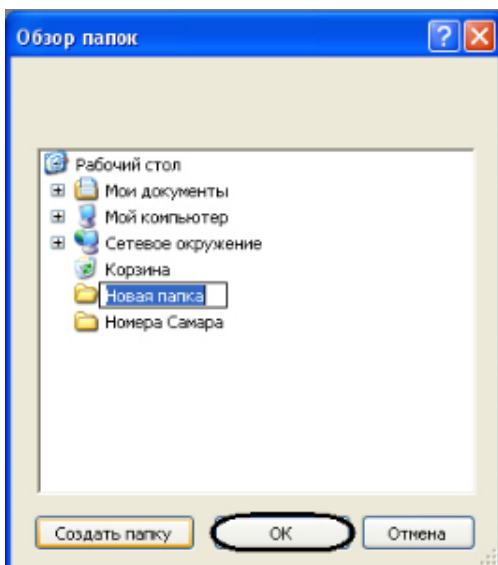 Обзор папок
Рабочий стол
Мои документы
Мой компьютер
Сетевое окружение
Корзина
Новая папка
Номера Самара
Создать папку ОК Отмена